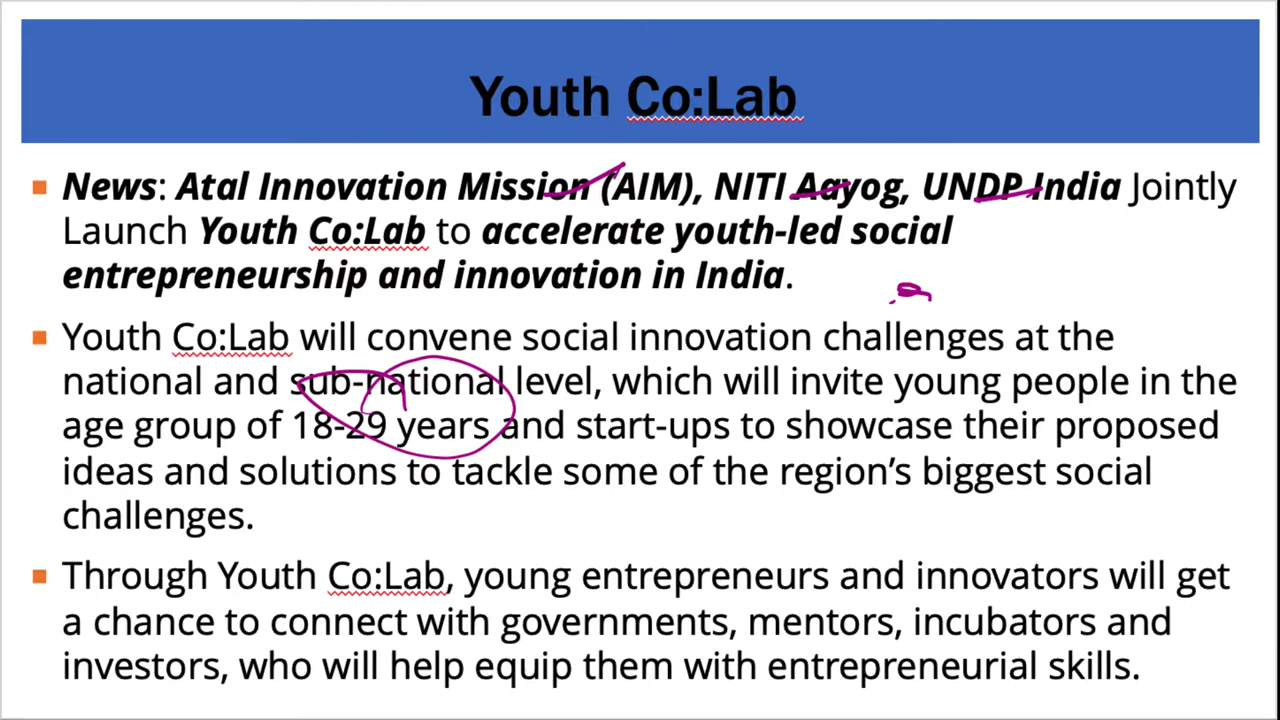 Youth Co:Lab
News: Atal Innovation Mission (AIM), NITI Aayog, UNDP India Jointly
Launch Youth Co:Lab to accelerate youth-led social
entrepreneurship and innovation in India.
Youth Co:Lab will convene social innovation challenges at the
national and sub-national level, which will invite young people in the
age group of 18-29 years and start-ups to showcase their proposed
ideas and solutions to tackle some of the region’s biggest social
challenges.
Through Youth Co:Lab, young entrepreneurs and innovators will get
a chance to connect with governments, mentors, incubators and
investors, who will help equip them with entrepreneurial skills.